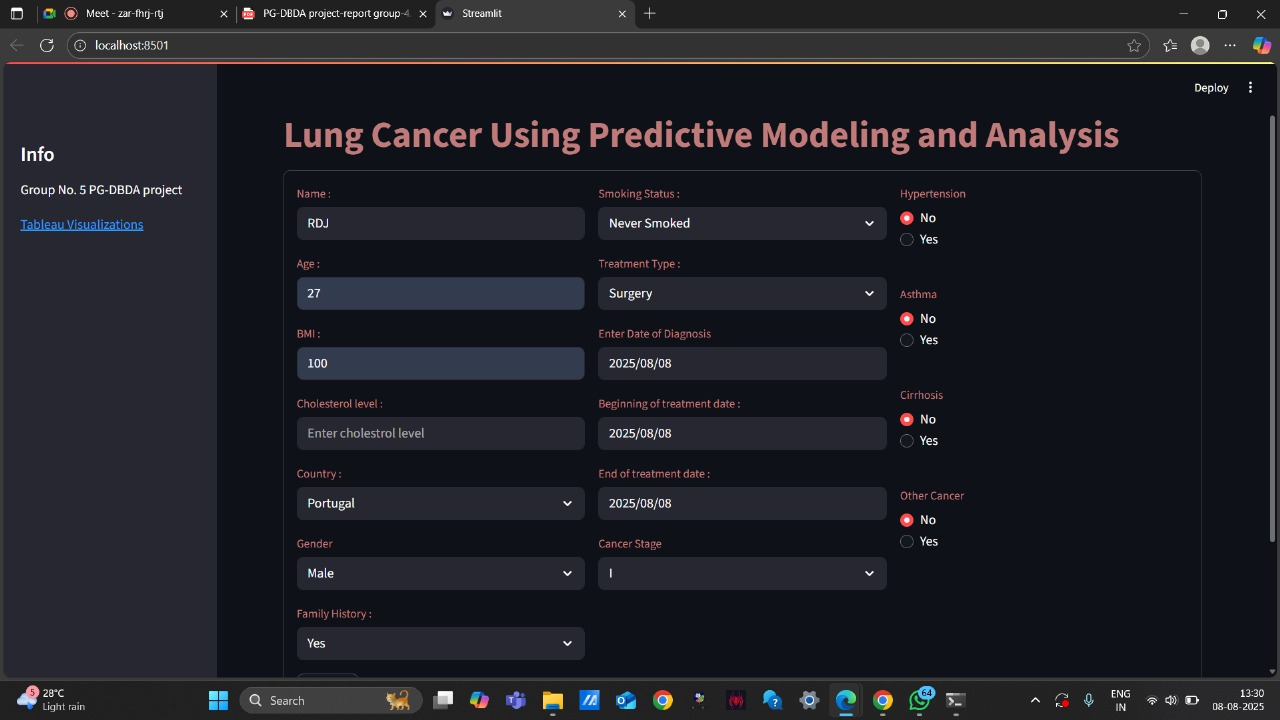 Meet - zar-fhrj-rtj
PG-DBDA project-report group-4
Streamlit
localhost:8501
Deploy
Info
Group No. 5 PG-DBDA project
Tableau Visualizations
Lung Cancer Using Predictive Modeling and Analysis
Name :
RDJ
Age :
27
BMI :
100
Cholesterol level :
Enter cholestrol level
Country :
Portugal
Gender
Male
Family History :
Yes
Smoking Status :
Never Smoked
Treatment Type :
Surgery
Enter Date of Diagnosis
2025/08/08
Beginning of treatment date :
2025/08/08
End of treatment date :
2025/08/08
Cancer Stage
I
Hypertension
No
Yes
Asthma
No
Yes
Cirrhosis
No
Yes
Other Cancer
No
Yes
5
28°C
Light rain
Search
64
ENG
IN
13:30
08-08-2025